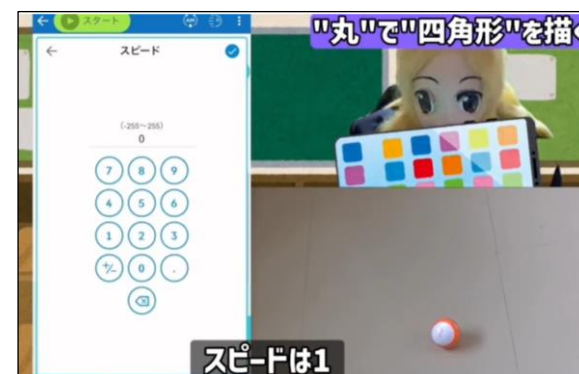 スタート
"丸"で"四角形"を描く
スピード
(-255〜255)
0
7 8 9
4 5 6
1 2 3
+/- 0 .
スピードは1